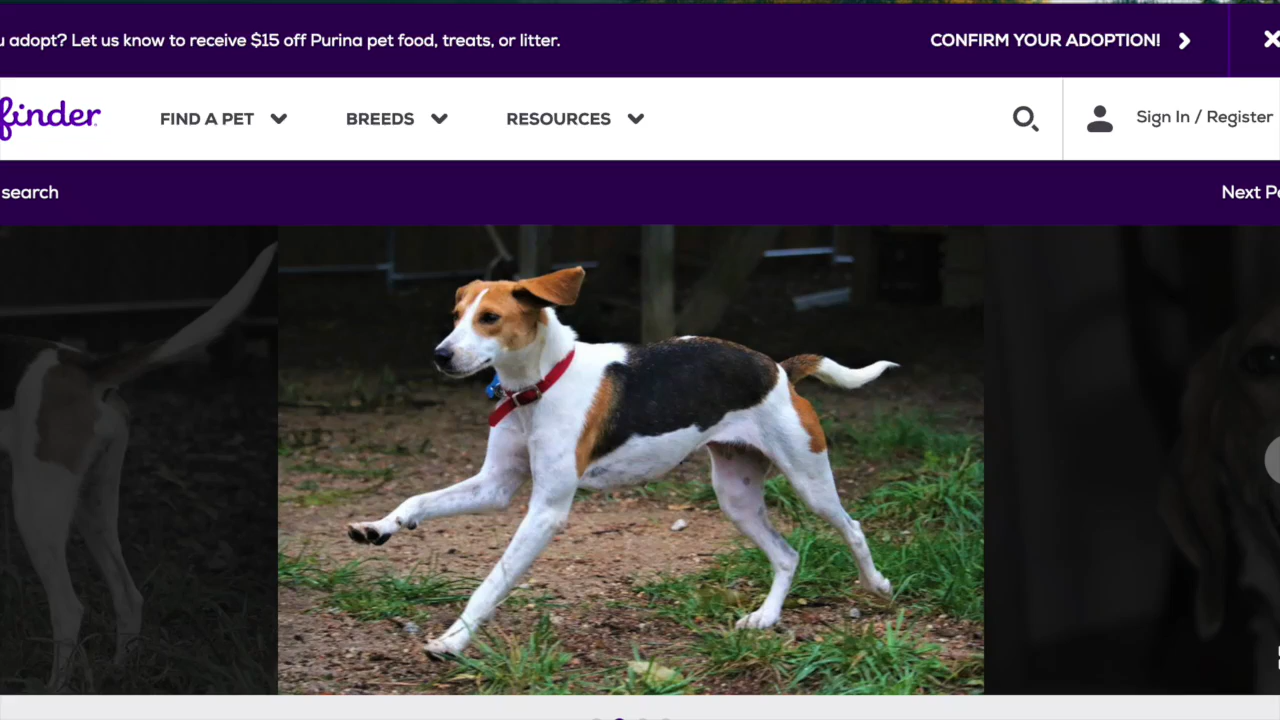 u adopt? Let us know to receive $15 off Purina pet food, treats, or litter.
CONFIRM YOUR ADOPTION!
finder
FIND A PET
BREEDS
RESOURCES
Sign In / Register
search
Next P